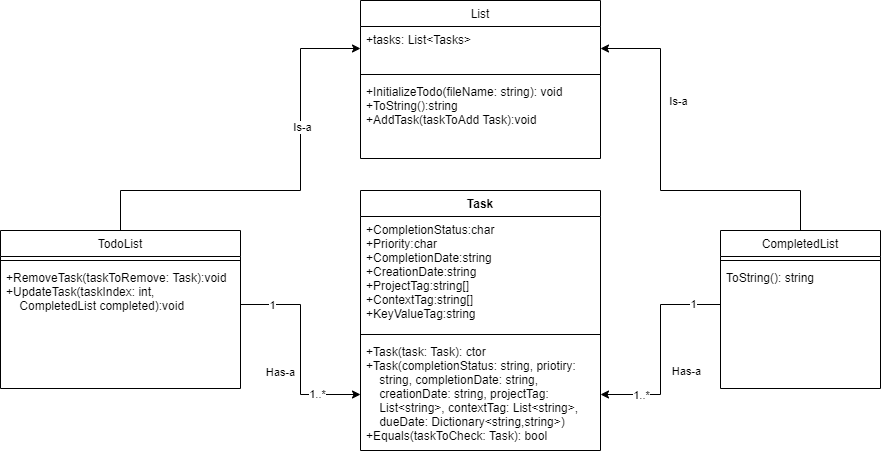 List
+tasks: List<Tasks>
+InitializeTodo(fileName: string): void
+ToString():string
+AddTask(taskToAdd Task):void
Is-a
Is-a
TodoList
+RemoveTask(taskToRemove: Task):void
+UpdateTask(taskIndex: int,
CompletedList completed):void
Task
+CompletionStatus:char
+Priority:char
+CompletionDate:string
+CreationDate:string
+ProjectTag:string[]
+ContextTag:string[]
+KeyValueTag:string
+Task(task: Task): ctor
+Task(completionStatus: string, priotiry:
string, completionDate: string,
creationDate: string, projectTag:
List<string>, contextTag: List<string>,
dueDate: Dictionary<string,string>)
+Equals(taskToCheck: Task): bool
CompletedList
ToString(): string
1
Has-a
1..*
1
Has-a
1..*